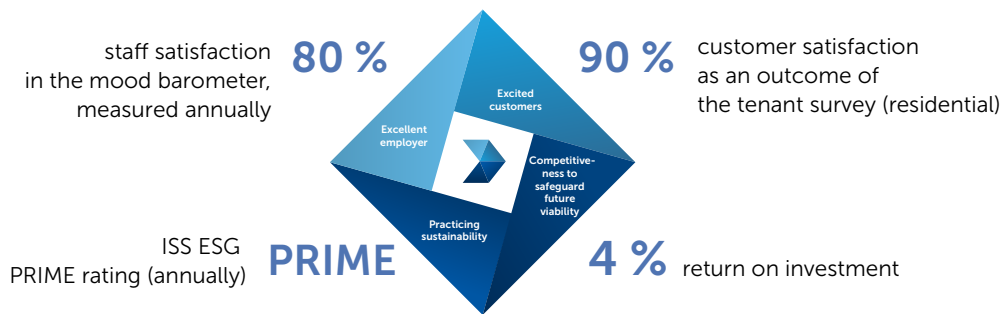 staff satisfaction
in the mood barometer,
measured annually
80 %
90 %
customer satisfaction
as an outcome of
the tenant survey (residential)
Excited
customers
Excellent
employer
Competitive-
ness to
safeguard
future
viability
Practicing
sustainability
ISS ESG
PRIME rating (annually)
PRIME
4 %
return on investment